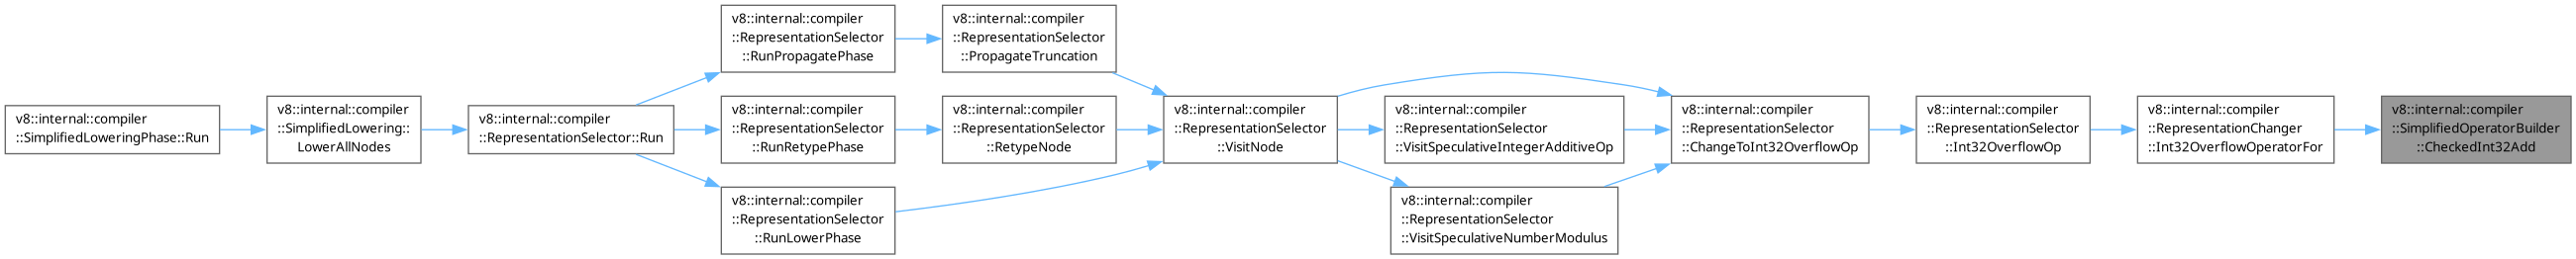 v8::internal::compiler
::SimplifiedLoweringPhase::Run
v8::internal::compiler
::SimplifiedLowering::
LowerAllNodes
v8::internal::compiler
::RepresentationSelector::Run
v8::internal::compiler
::RepresentationSelector
::RunPropagatePhase
v8::internal::compiler
::RepresentationSelector
::RunRetypePhase
v8::internal::compiler
::RepresentationSelector
::RunLowerPhase
v8::internal::compiler
::RepresentationSelector
::PropagateTruncation
v8::internal::compiler
::RepresentationSelector
::RetypeNode
v8::internal::compiler
::RepresentationSelector
::VisitNode
v8::internal::compiler
::RepresentationSelector
::VisitSpeculativeIntegerAdditiveOp
v8::internal::compiler
::RepresentationSelector
::VisitSpeculativeNumberModulus
v8::internal::compiler
::RepresentationSelector
::ChangeToInt32OverflowOp
v8::internal::compiler
::RepresentationSelector
::Int32OverflowOp
v8::internal::compiler
::RepresentationChanger
::Int32OverflowOperatorFor
v8::internal::compiler
::SimplifiedOperatorBuilder
::CheckedInt32Add